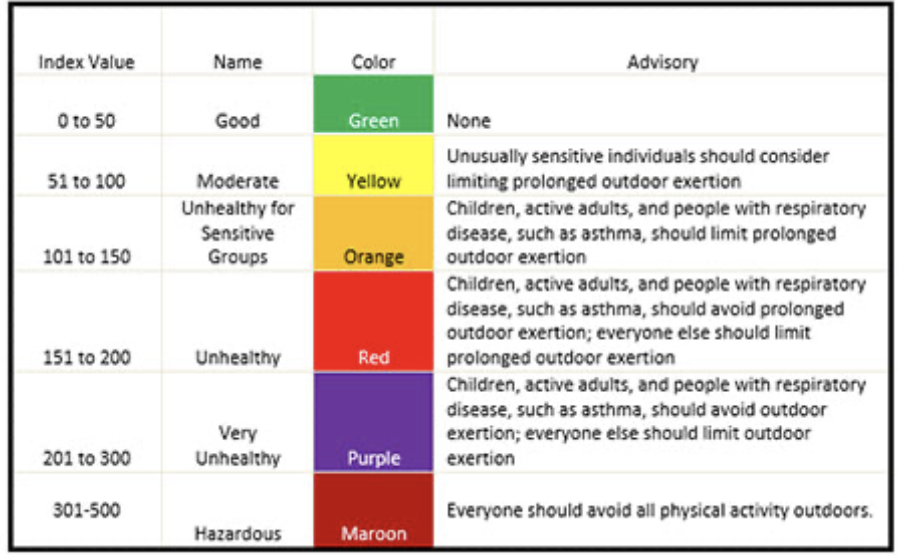 Index Value Name Color Advisory
0 to 50 Good Green None
Unusually sensitive individuals should consider
51 to 100 Moderate Yellow limiting prolonged outdoor exertion
Unhealthy for Children, active adults, and people with respiratory
Sensitive disease, such as asthma, should limit prolonged
101 to 150 Groups Orange outdoor exertion
Children, active adults, and people with respiratory
disease, such as asthma, should avoid prolonged
outdoor exertion; everyone else should limit
151 to 200 Unhealthy Red prolonged outdoor exertion
Children, active adults, and people with respiratory
disease, such as asthma, should avoid outdoor
Very exertion; everyone else should limit outdoor
201 to 300 Unhealthy Purple exertion
301-500 Everyone should avoid all physical activity outdoors.
Hazardous Maroon